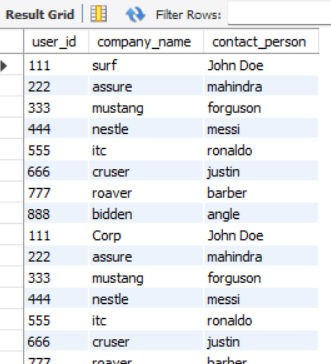 Result Grid Filter Rows:
user_id company_name contact_person
111 surf John Doe
222 assure mahindra
333 mustang forguson
444 nestle messi
555 itc ronaldo
666 cruser justin
777 roaver barber
888 bidden angle
111 Corp John Doe
222 assure mahindra
333 mustang forguson
444 nestle messi
555 itc ronaldo
666 cruser justin
777 roaver barber